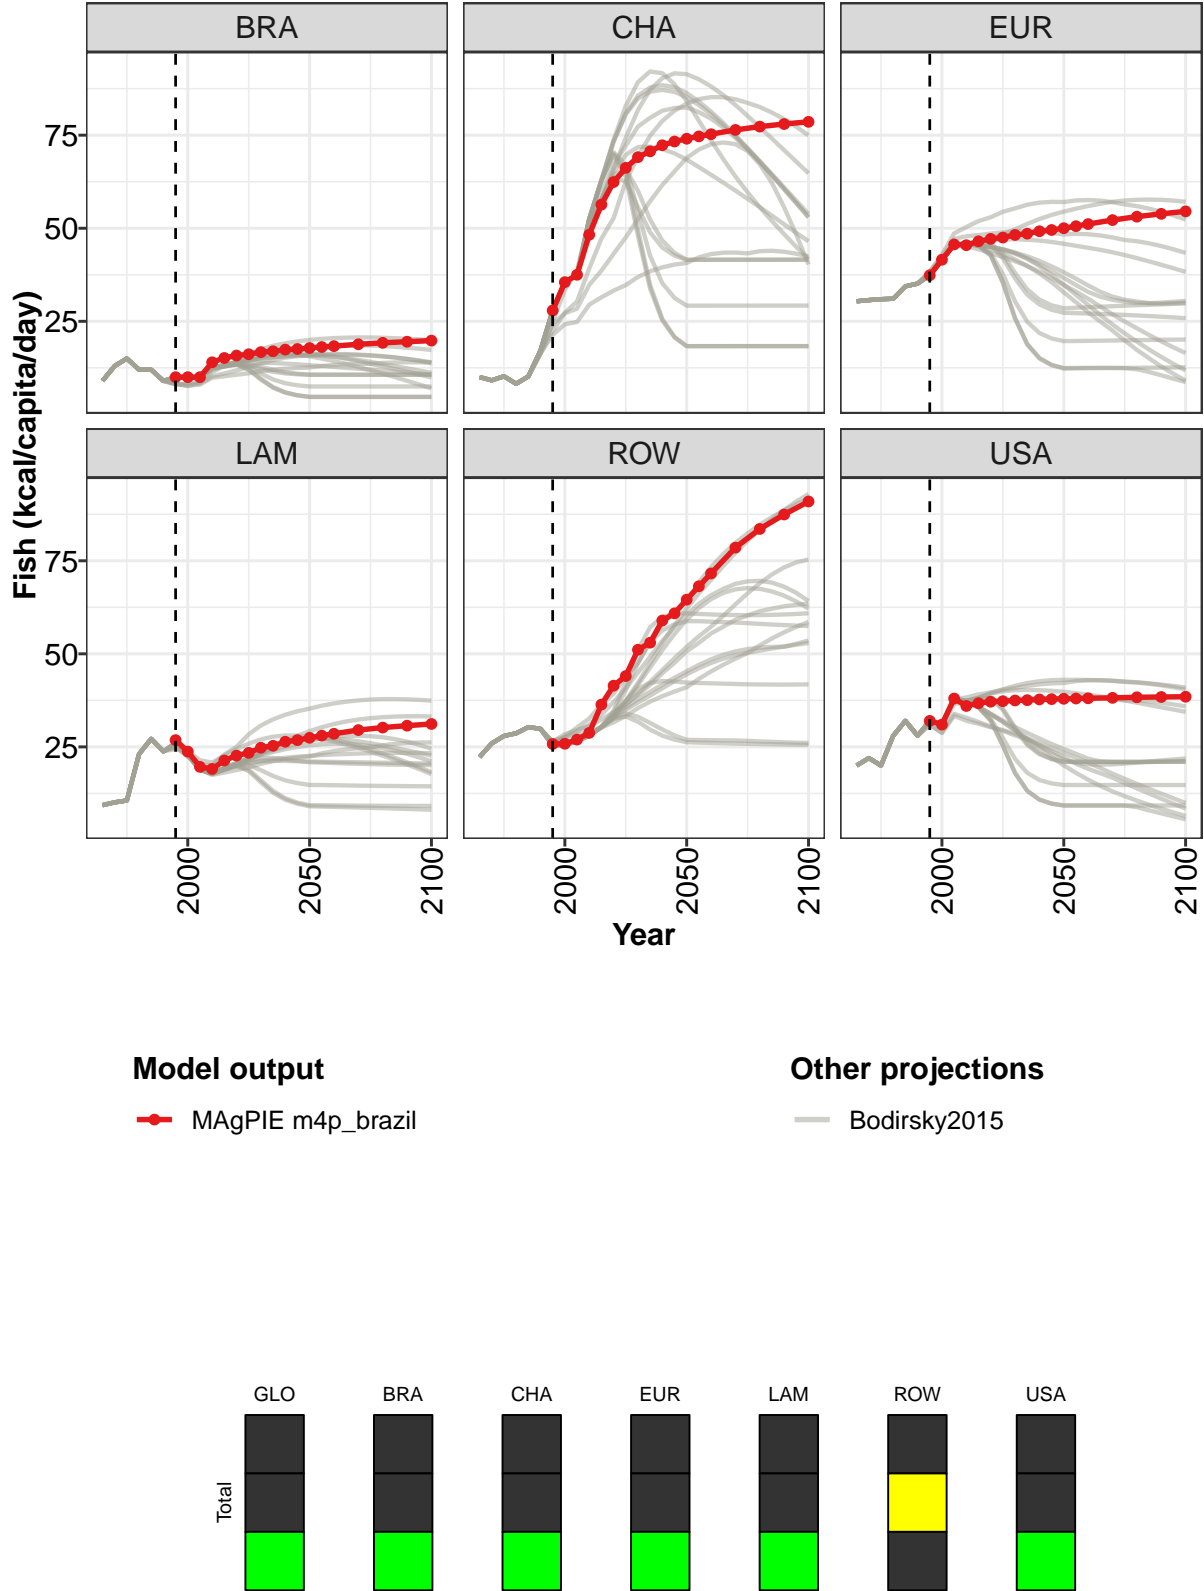 BRA CHA EUR
75
50
25
LAM ROW USA
75
50
25
Fish (kcal/capita/day)
2000 2050 2100 2000 2050 2100 2000 2050 2100
Year
Model output
MAgPIE m4p_brazil
Other projections
Bodirsky2015
GLO BRA CHA EUR LAM ROW USA
Total